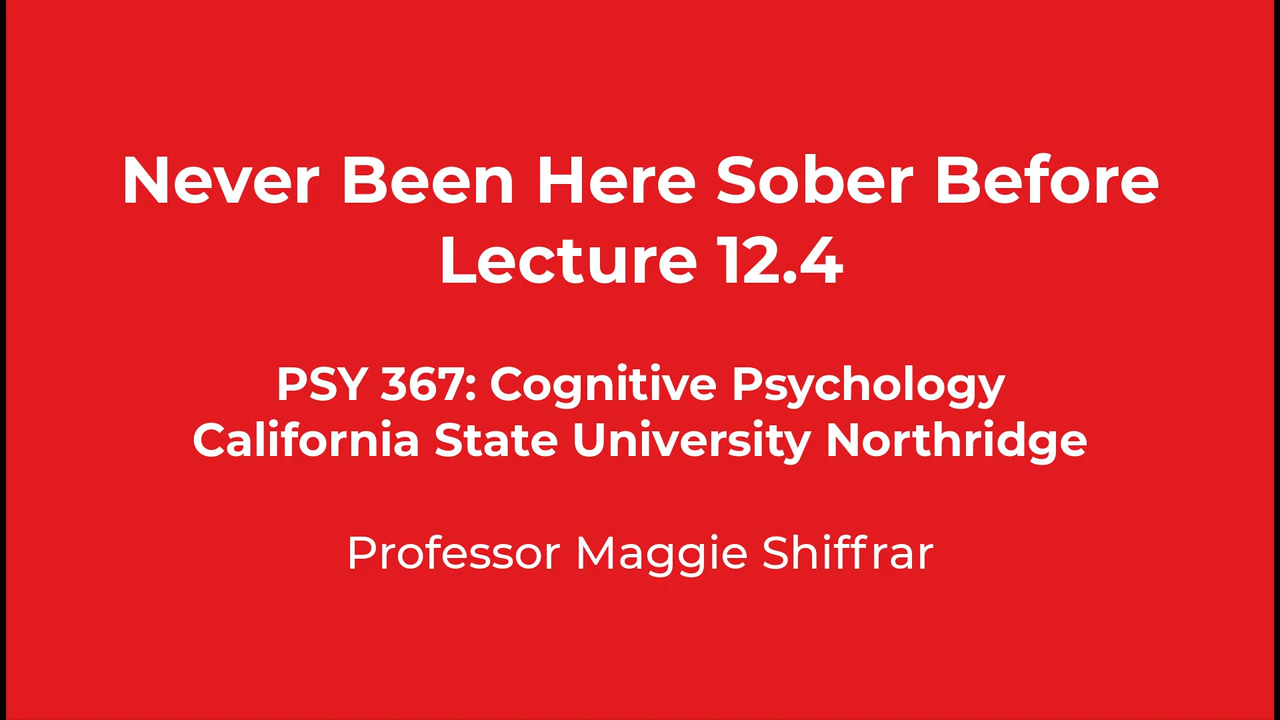 Never Been Here Sober Before
Lecture 12.4
PSY 367: Cognitive Psychology
California State University Northridge
Professor Maggie Shiffrar